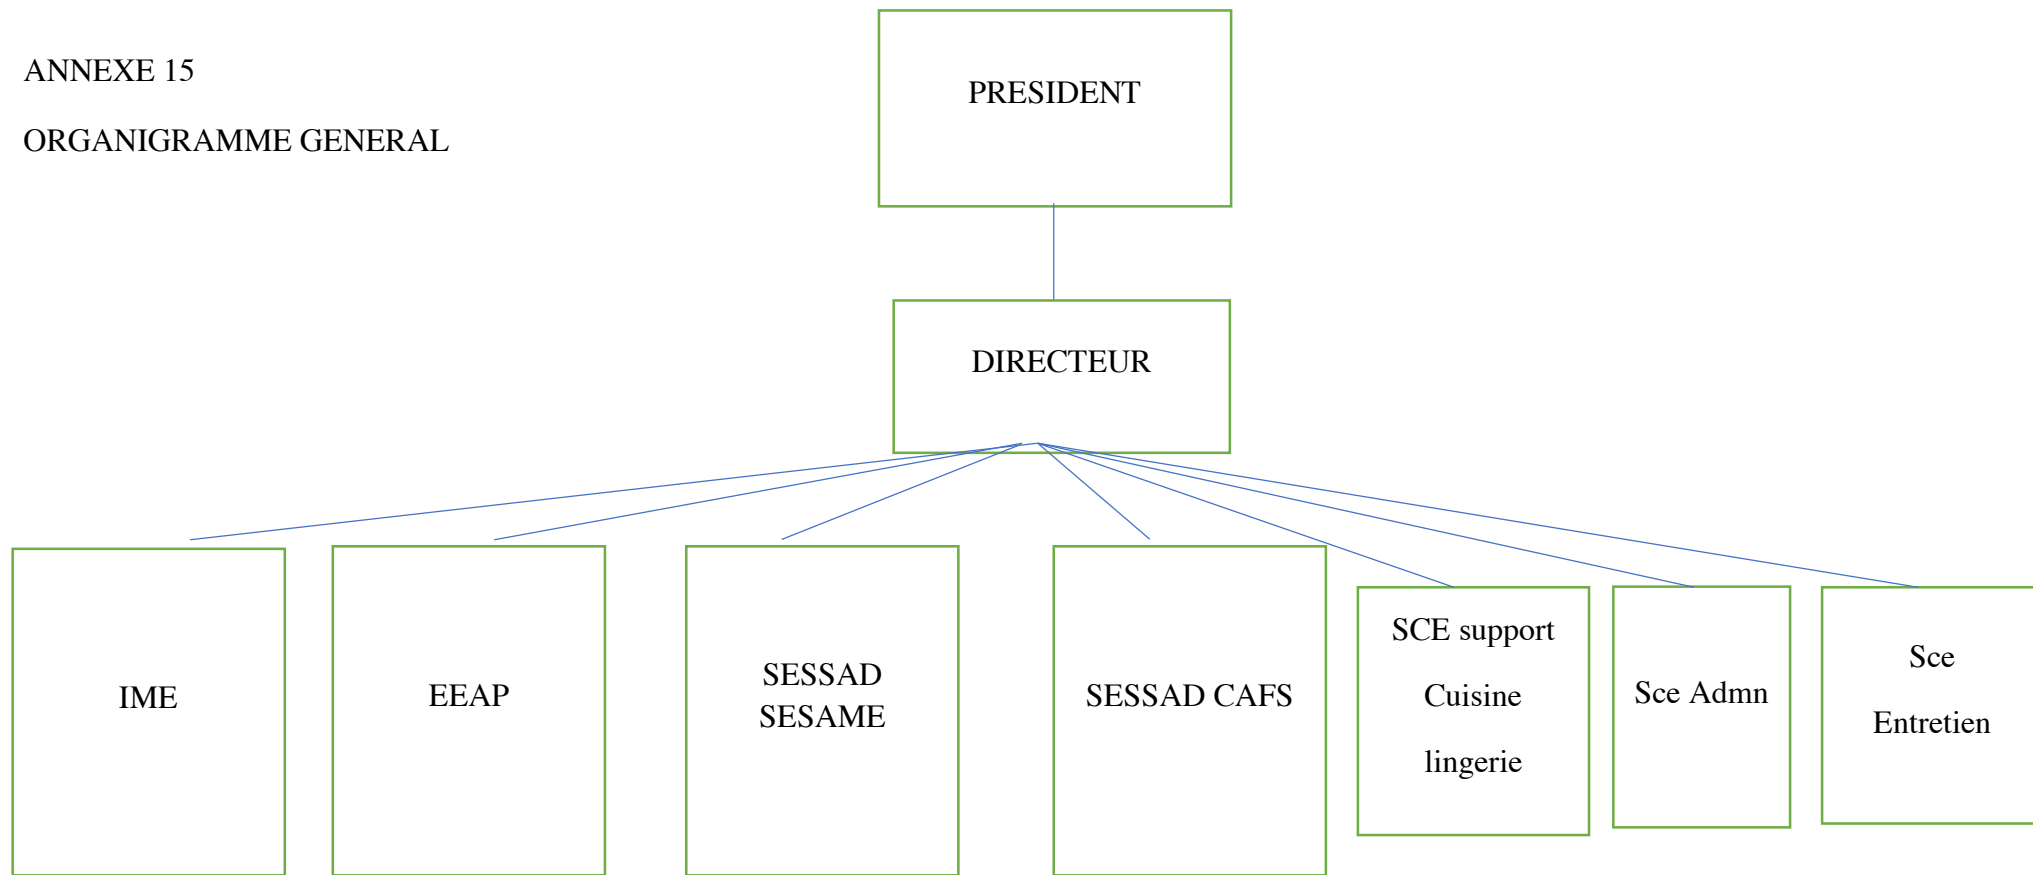 ANNEXE 15
ORGANIGRAMME GENERAL
PRESIDENT
DIRECTEUR
IME
EEAP
SESSAD
SESAME
SESSAD CAFS
SCE support
Cuisine
lingerie
Sce Admn
Sce
Entretien